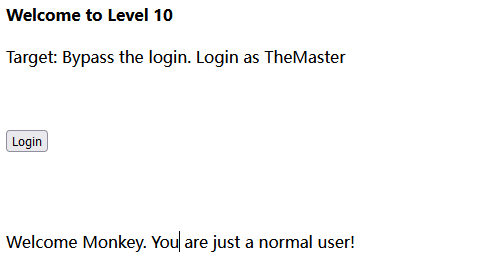 Welcome to Level 10
Target: Bypass the login. Login as TheMaster
Login
Welcome Monkey. You are just a normal user!